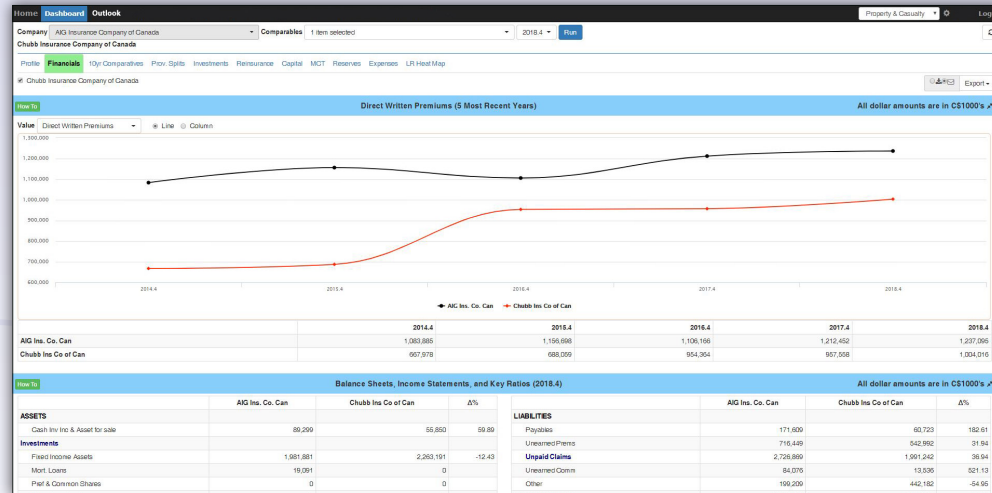 Home Dashboard Outlook Property & Casualty
Company AIG Insurance Company of Canada Comparables 1 item selected 2018.4 Run
Chubb Insurance Company of Canada
Profile Financials 10yr Comparatives Prov. Splits Investments Reinsurance Capital MCT Reserves Expenses LR Heat Map
Chubb Insurance Company of Canada Export
How To Direct Written Premiums (5 Most Recent Years) All dollar amounts are in C$1000's
Value Direct Written Premiums Line Column
1,300,000
1,200,000
1,100,000
1,000,000
900,000
800,000
700,000
600,000
2014.4 2015.4 2016.4 2017.4 2018.4
AIG Ins. Co. Can Chubb Ins Co of Can
2014.4 2015.4 2016.4 2017.4 2018.4
AIG Ins. Co. Can 1,083,885 1,156,698 1,106,166 1,212,452 1,237,095
Chubb Ins Co of Can 667,978 688,059 954,364 957,558 1,004,016
How To Balance Sheets, Income Statements, and Key Ratios (2018.4) All dollar amounts are in C$1000's
AIG Ins. Co. Can Chubb Ins Co of Can Δ% AIG Ins. Co. Can Chubb Ins Co of Can Δ%
ASSETS LIABILITIES
Cash Inv Inc & Asset for sale 89,299 55,850 59.89 Payables 171,609 60,723 182.61
Investments Unearned Prems 716,449 542,992 31.94
Fixed Income Assets 1,981,881 2,263,191 -12.43 Unpaid Claims 2,726,869 1,991,242 36.94
Mort. Loans 19,091 0 Unearned Comm 84,076 13,536 521.13
Pref & Common Shares 0 0 Other 199,209 442,182 -54.95